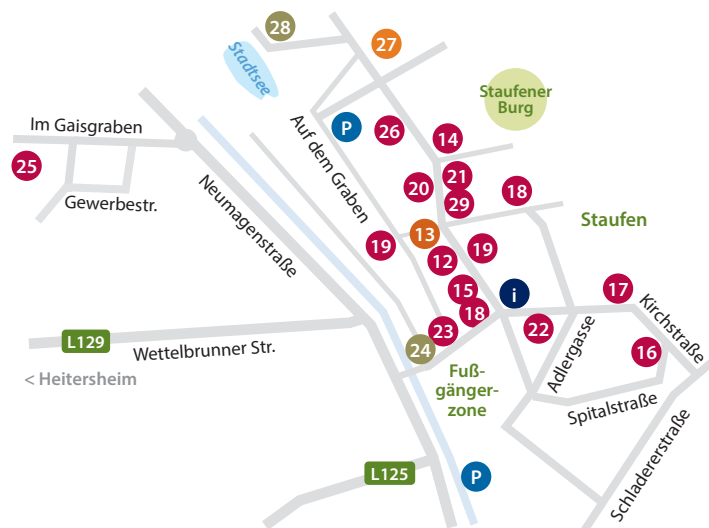 28
27
Stadtsee
Staufener
Burg
P
26
14
Im Gaisgraben
25
Auf dem Graben
21
20
18
29
Gewerbestr.
Neumagenstraße
13
Staufen
19
19
12
15
i
17
18
Kirchstraße
23
22
L129
Wettelbrunner Str.
24
Adlergasse
16
< Heitersheim
Fuß-
gänger-
zone
Spitalstraße
L125
P
Schladererstraße